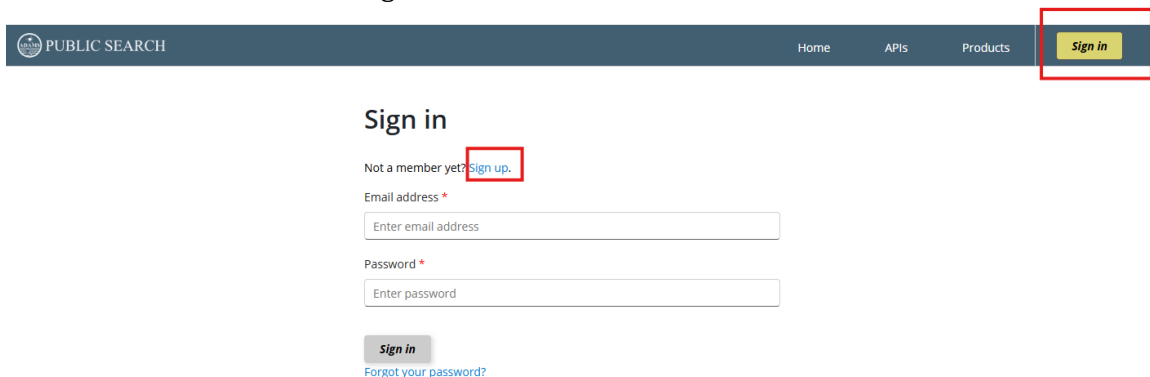 PUBLIC SEARCH Home APIs Products Sign in
Sign in
Not a member yet? Sign up.
Email address *
Enter email address
Password *
Enter password
Sign in
Forgot your password?